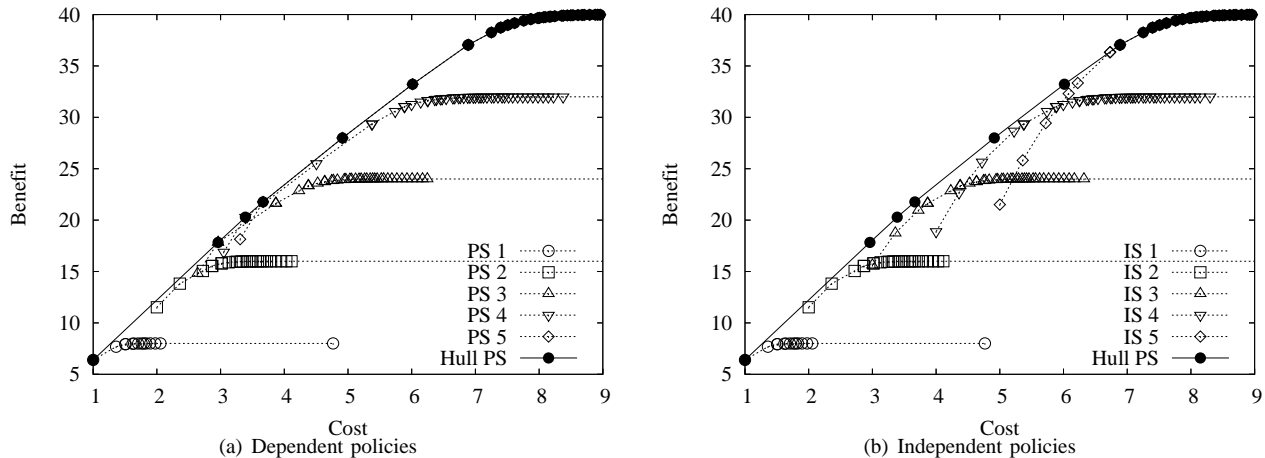 40
35
30
25
20
15
10
5
Benefit
PS 1
PS 2
PS 3
PS 4
PS 5
Hull PS
1 2 3 4 5 6 7 8 9
Cost
(a) Dependent policies
40
35
30
25
20
15
10
5
Benefit
IS 1
IS 2
IS 3
IS 4
IS 5
Hull PS
1 2 3 4 5 6 7 8 9
Cost
(b) Independent policies